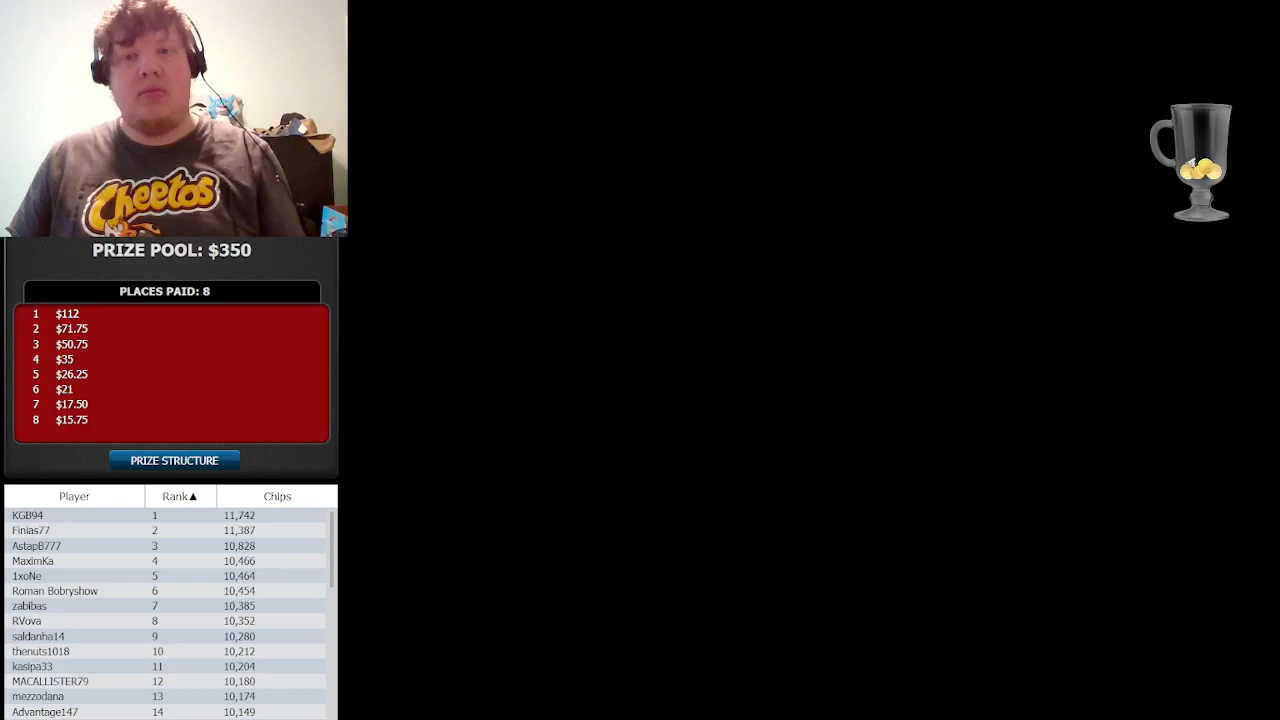 Cheetos
PRIZE POOL: $350
PLACES PAID: 8
1 $112
2 $71.75
3 $50.75
4 $35
5 $26.25
6 $21
7 $17.50
8 $15.75
PRIZE STRUCTURE
Player Rank▲ Chips
KGB94 1 11,742
Finias77 2 11,387
AstapB777 3 10,828
MaximKa 4 10,466
1xoNe 5 10,464
Roman Bobryshow 6 10,454
zabibas 7 10,385
RVova 8 10,352
saldanha14 9 10,280
thenuts1018 10 10,212
kasipa33 11 10,204
MACALLISTER79 12 10,180
mezzodana 13 10,174
Advantage147 14 10,149